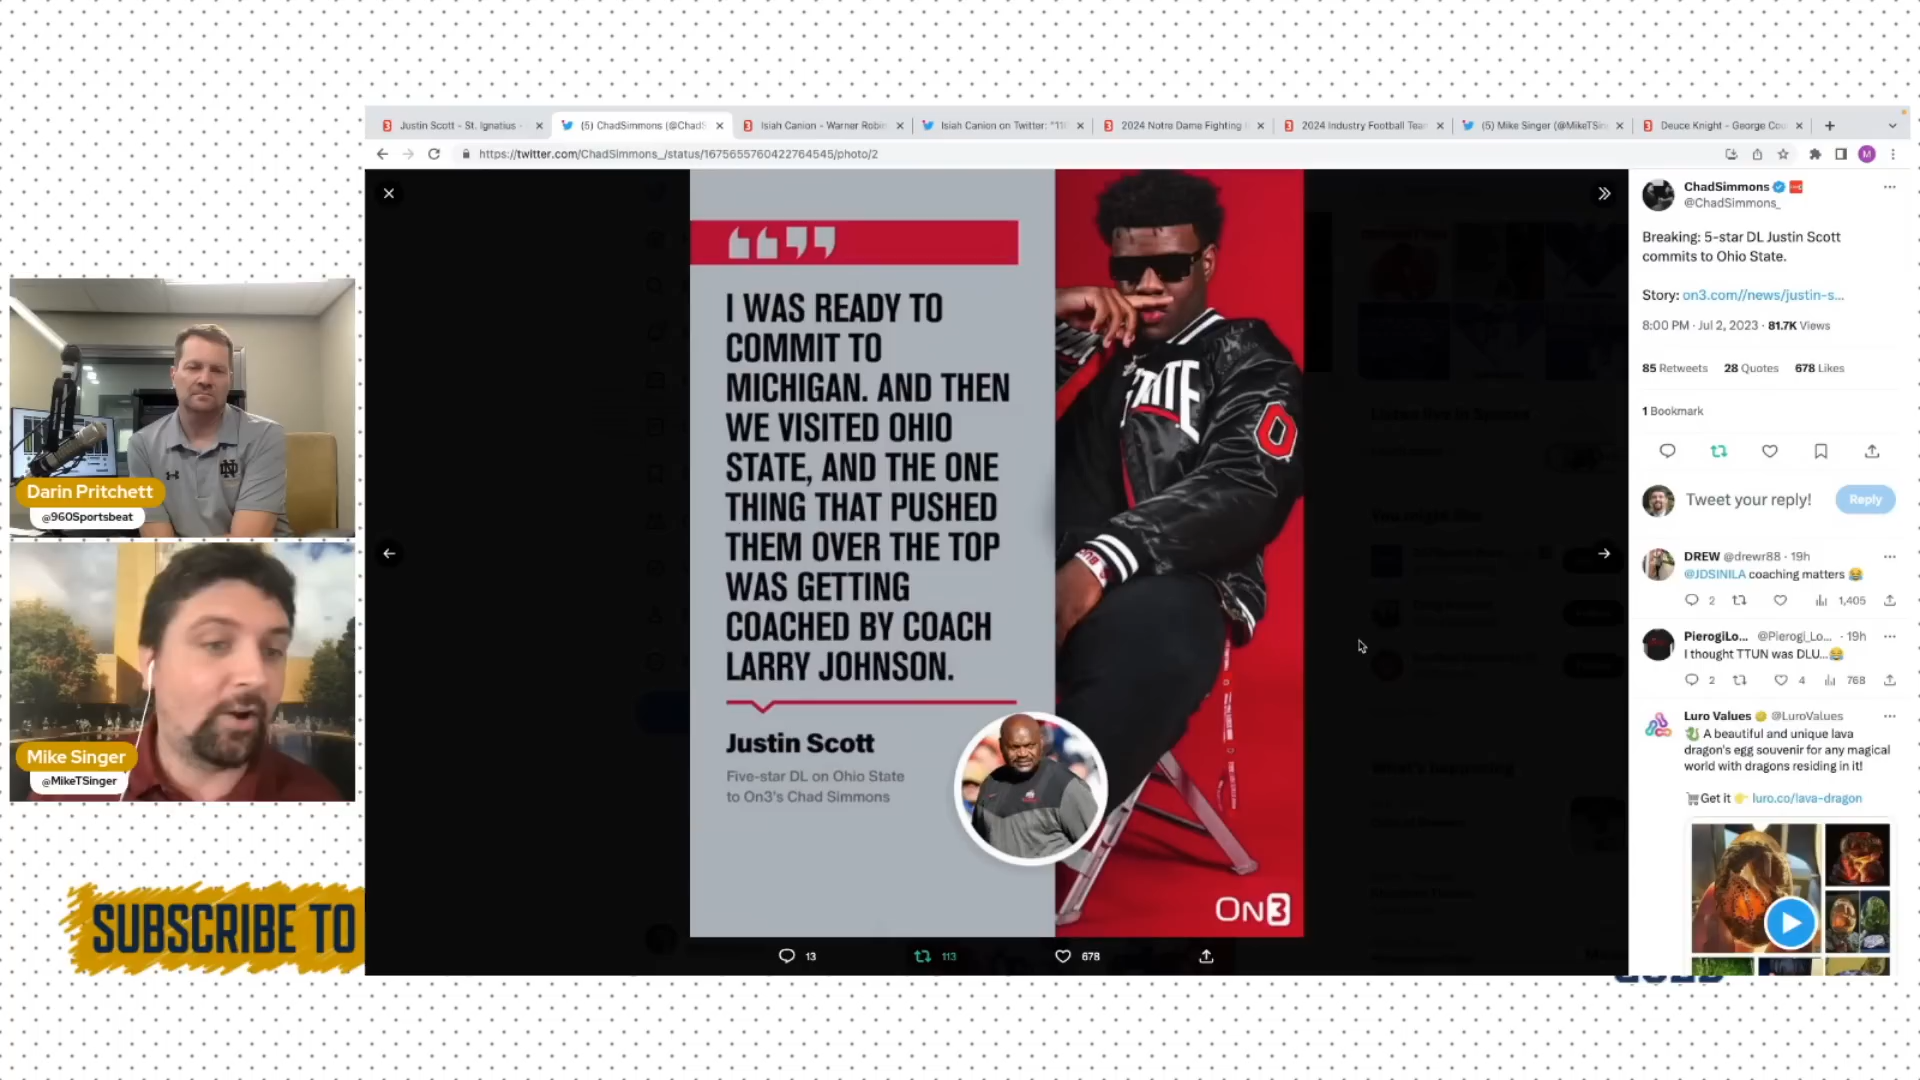 Justin Scott - St. Ignatius -
(5) ChadSimmons (@ChadS
Isiah Canion - Warner Robin
Isiah Canion on Twitter: "11
2024 Notre Dame Fighting I
2024 Industry Football Tea
(5) Mike Singer (@MikeTSin
Deuce Knight - George Cou
https://twitter.com/ChadSimmons_/status/1675655760422764545/photo/2
M
I WAS READY TO
COMMIT TO
MICHIGAN. AND THEN
WE VISITED OHIO
STATE, AND THE ONE
THING THAT PUSHED
THEM OVER THE TOP
WAS GETTING
COACHED BY COACH
LARRY JOHNSON.
Justin Scott
Five-star DL on Ohio State
to On3's Chad Simmons
STATE
O
ON3
13
113
678
ChadSimmons
@ChadSimmons_
Breaking: 5-star DL Justin Scott
commits to Ohio State.
Story: on3.com//news/justin-s...
8:00 PM · Jul 2, 2023 · 81.7K Views
85 Retweets 28 Quotes 678 Likes
1 Bookmark
Tweet your reply!
Reply
DREW @drewr88 · 19h
@JDSINILA coaching matters 😂
2 1,405
PierogiLo... @Pierogi_Lo... · 19h
I thought TTUN was DLU...😂
2 4 768
Luro Values @LuroValues
🐉 A beautiful and unique lava
dragon's egg souvenir for any magical
world with dragons residing in it!
🛒Get it 👉 luro.co/lava-dragon
ND
Darin Pritchett
@960Sportsbeat
Mike Singer
@MikeTSinger
SUBSCRIBE TO